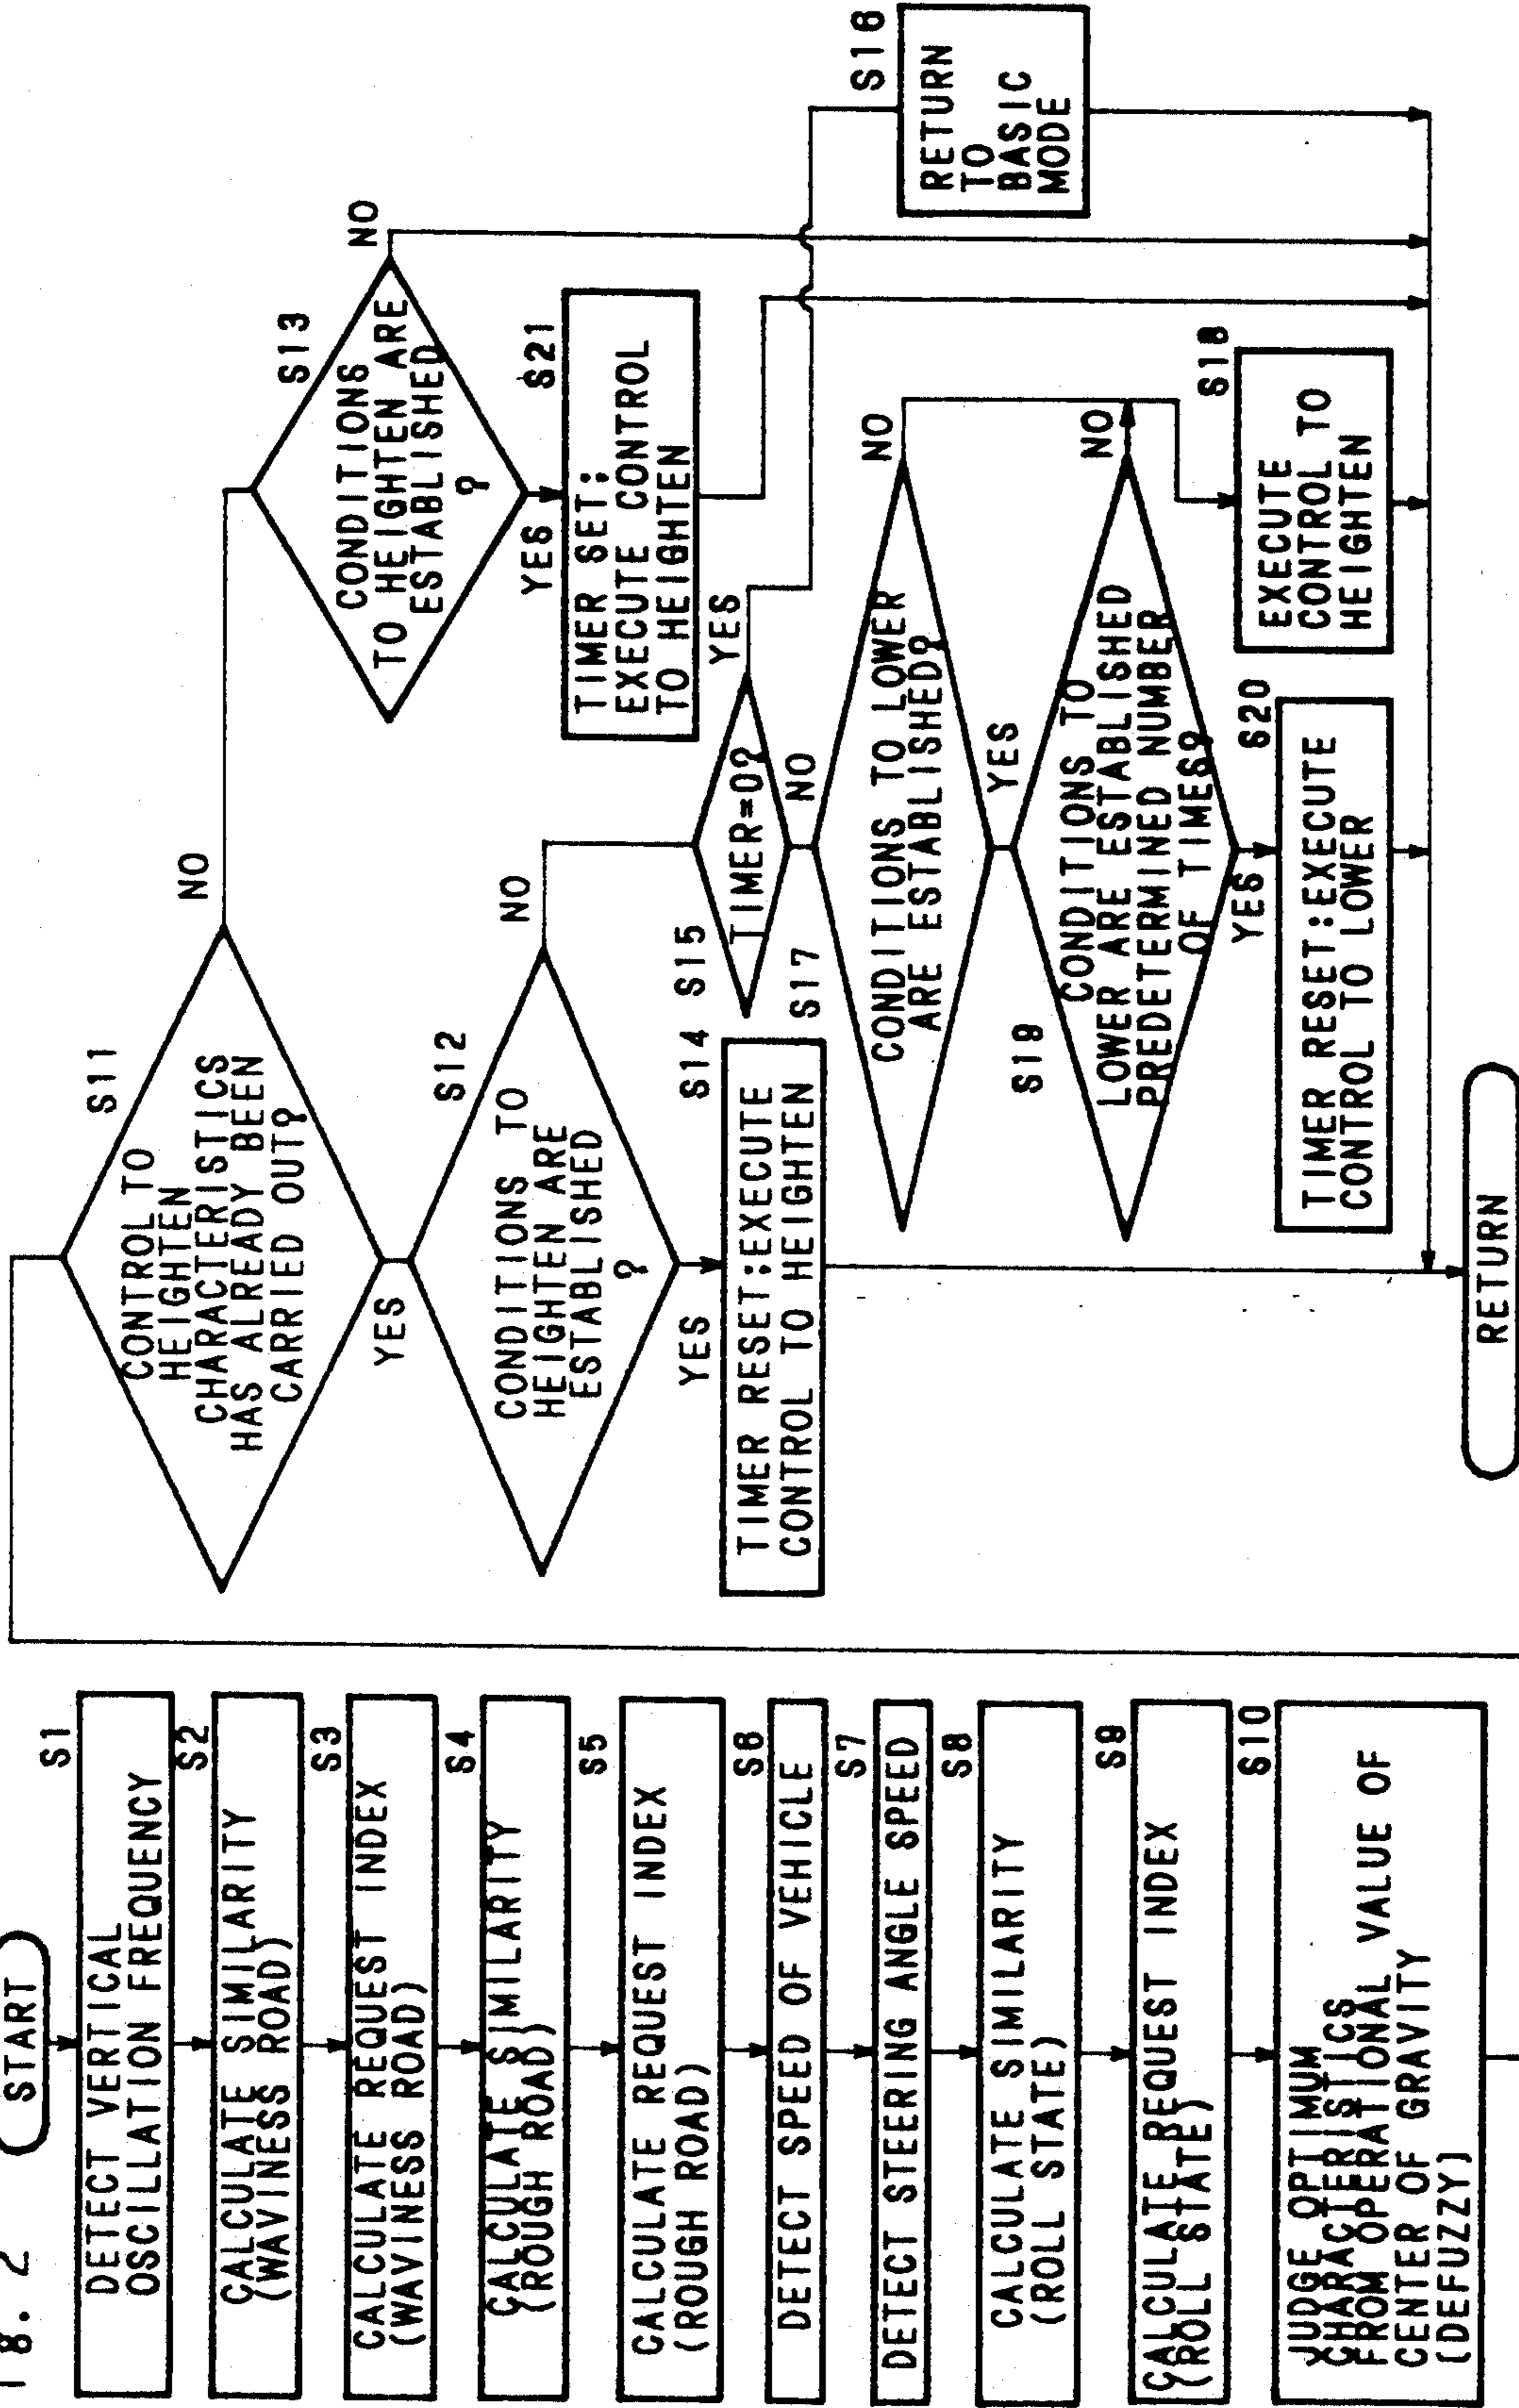 8. 2
START
S1
DETECT VERTICAL
OSCILLATION FREQUENCY
S2
CALCULATE SIMILARITY
(WAVINESS ROAD)
S3
CALCULATE REQUEST INDEX
(WAVINESS ROAD)
S4
CALCULATE SIMILARITY
(ROUGH ROAD)
S5
CALCULATE REQUEST INDEX
(ROUGH ROAD)
S6
DETECT SPEED OF VEHICLE
S7
DETECT STEERING ANGLE SPEED
S8
CALCULATE SIMILARITY
(ROLL STATE)
S9
CALCULATE REQUEST INDEX
(ROLL STATE)
S10
JUDGE OPTIMUM
CHARACTERISTICS
FROM OPERATIONAL VALUE OF
CENTER OF GRAVITY
(DEFUZZY)
S11
CONTROL TO
HEIGHTEN
CHARACTERISTICS
HAS ALREADY BEEN
CARRIED OUT?
NO
YES
S12
CONDITIONS TO
HEIGHTEN ARE
ESTABLISHED
?
NO
YES
S14
TIMER RESET:EXECUTE
CONTROL TO HEIGHTEN
S13
CONDITIONS
TO HEIGHTEN ARE
ESTABLISHED
?
NO
YES
S21
TIMER SET;
EXECUTE CONTROL
TO HEIGHTEN
S15
TIMER=0?
YES
NO
S16
RETURN
TO
BASIC
MODE
S17
CONDITIONS TO LOWER
ARE ESTABLISHED?
NO
YES
S19
CONDITIONS TO
LOWER ARE ESTABLISHED
PREDETERMINED NUMBER
OF TIMES?
NO
YES
S18
EXECUTE
CONTROL TO
HEIGHTEN
S20
TIMER RESET:EXECUTE
CONTROL TO LOWER
RETURN